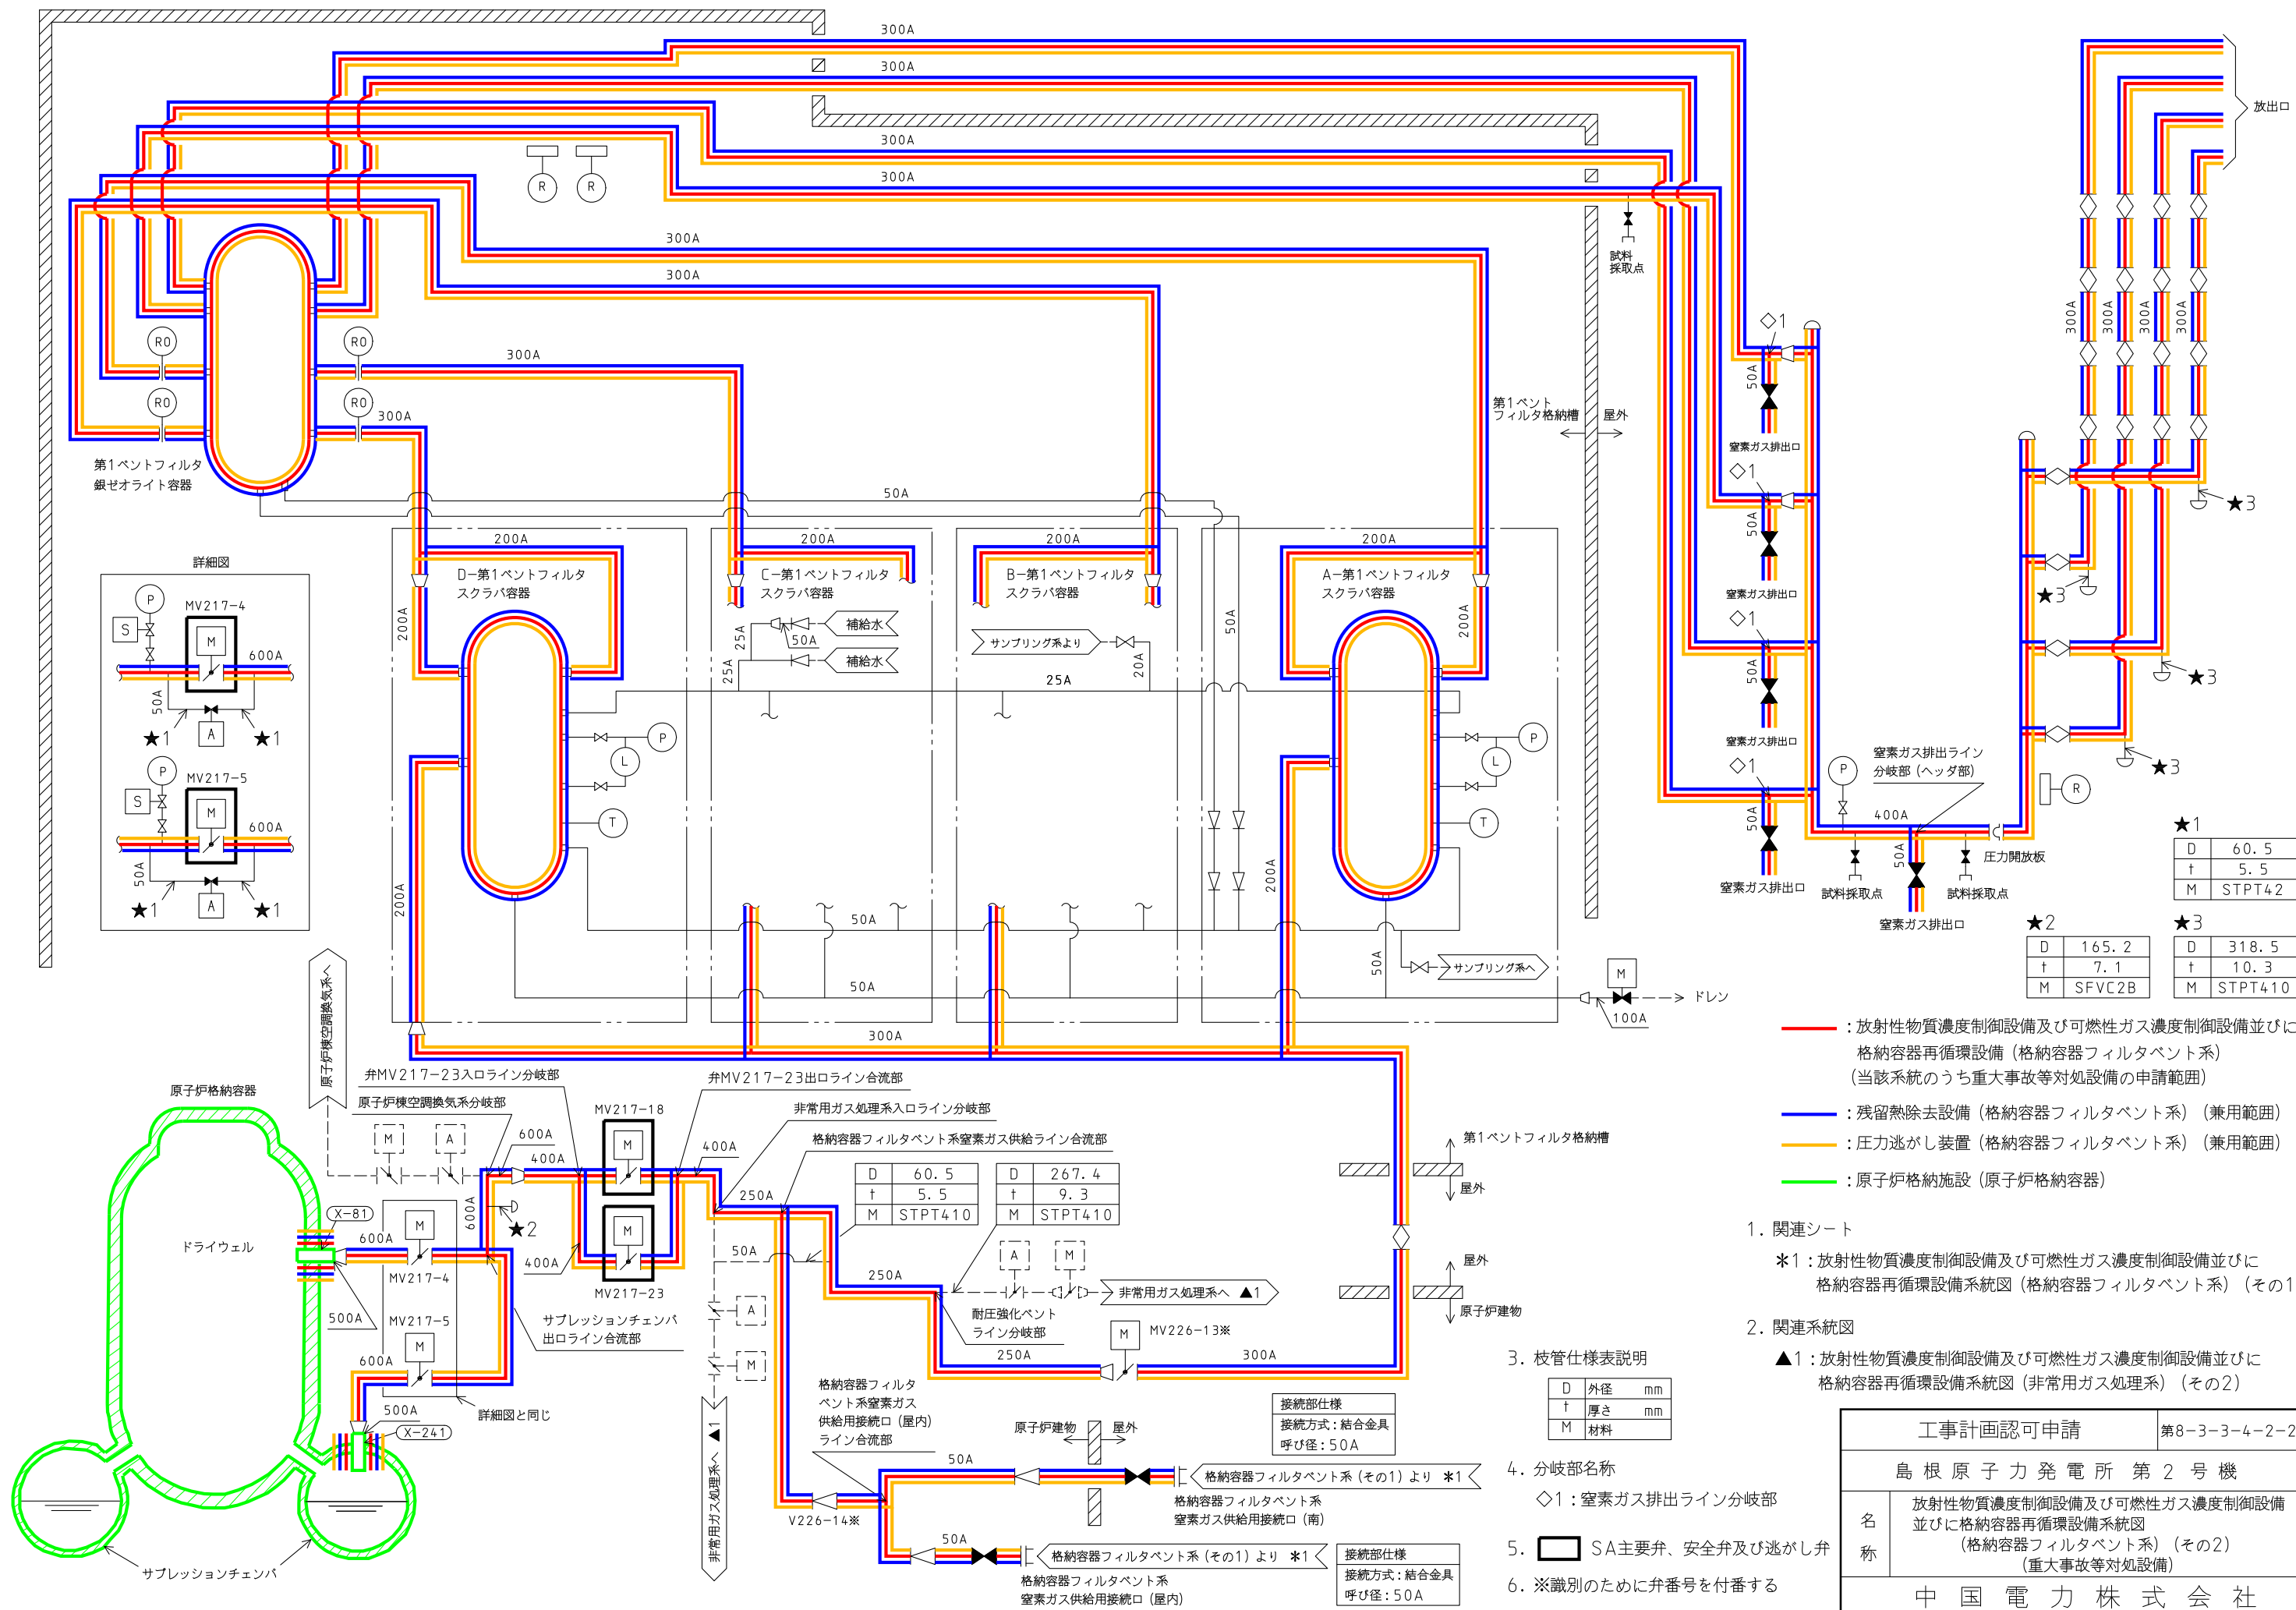 300A
300A
300A
300A
300A
300A
放出口
R
R
試料
採取点
300A
300A
300A
300A
RO
RO
RO
RO
300A
300A
第1ベントフィルタ
銀ゼオライト容器
第1ベント
フィルタ格納槽
屋外
◇1
50A
窒素ガス排出口
◇1
50A
窒素ガス排出口
◇1
50A
窒素ガス排出口
◇1
50A
窒素ガス排出口
★3
★3
★3
★3
50A
50A
200A
200A
200A
200A
D-第1ベントフィルタ
スクラバ容器
C-第1ベントフィルタ
スクラバ容器
B-第1ベントフィルタ
スクラバ容器
A-第1ベントフィルタ
スクラバ容器
200A
200A
25A
50A
補給水
補給水
25A
サンプリング系より
20A
25A
P
L
T
P
L
T
200A
200A
50A
50A
50A
サンプリング系へ
M
ドレン
100A
詳細図
P
S
MV217-4
M
600A
50A
A
★1
★1
P
S
MV217-5
M
600A
50A
A
★1
★1
P
窒素ガス排出ライン
分岐部(ヘッダ部)
400A
R
圧力開放板
50A
試料採取点
試料採取点
窒素ガス排出口
★1
D 60.5
t 5.5
M STPT42
★2
D 165.2
t 7.1
M SFVC2B
★3
D 318.5
t 10.3
M STPT410
300A
原子炉棟空調換気系へ
原子炉格納容器
弁MV217-23入口ライン分岐部
原子炉棟空調換気系分岐部
弁MV217-23出口ライン合流部
非常用ガス処理系入口ライン分岐部
格納容器フィルタベント系窒素ガス供給ライン合流部
M
A
600A
400A
MV217-18
M
400A
M
MV217-23
400A
600A
★2
X-81
ドライウェル
600A
M
MV217-4
500A
MV217-5
M
600A
500A
X-241
詳細図と同じ
サプレッションチェンバ
出口ライン合流部
サプレッションチェンバ
250A
D 60.5
t 5.5
M STPT410
D 267.4
t 9.3
M STPT410
50A
250A
A
M
非常用ガス処理系へ ▲1
耐圧強化ベント
ライン分岐部
A
M
M
MV226-13※
250A
300A
第1ベントフィルタ格納槽
屋外
屋外
原子炉建物
格納容器フィルタ
ベント系窒素ガス
供給用接続口(屋内)
ライン合流部
非常用ガス処理系へ ▲1
原子炉建物
屋外
接続部仕様
接続方式:結合金具
呼び径:50A
50A
格納容器フィルタベント系(その1)より *1
格納容器フィルタベント系
窒素ガス供給用接続口(南)
V226-14※
50A
格納容器フィルタベント系(その1)より *1
格納容器フィルタベント系
窒素ガス供給用接続口(屋内)
接続部仕様
接続方式:結合金具
呼び径:50A
:放射性物質濃度制御設備及び可燃性ガス濃度制御設備並びに
格納容器再循環設備(格納容器フィルタベント系)
(当該系統のうち重大事故等対処設備の申請範囲)
:残留熱除去設備(格納容器フィルタベント系)(兼用範囲)
:圧力逃がし装置(格納容器フィルタベント系)(兼用範囲)
:原子炉格納施設(原子炉格納容器)
1. 関連シート
*1:放射性物質濃度制御設備及び可燃性ガス濃度制御設備並びに
格納容器再循環設備系統図(格納容器フィルタベント系)(その1
2. 関連系統図
▲1:放射性物質濃度制御設備及び可燃性ガス濃度制御設備並びに
格納容器再循環設備系統図(非常用ガス処理系)(その2)
3. 枝管仕様表説明
D 外径 mm
t 厚さ mm
M 材料
4. 分岐部名称
◇1:窒素ガス排出ライン分岐部
5. SA主要弁、安全弁及び逃がし弁
6. ※識別のために弁番号を付番する
工事計画認可申請 第8-3-3-4-2-2
島根原子力発電所 第2号機
名称
放射性物質濃度制御設備及び可燃性ガス濃度制御設備
並びに格納容器再循環設備系統図
(格納容器フィルタベント系)(その2)
(重大事故等対処設備)
中国電力株式会社